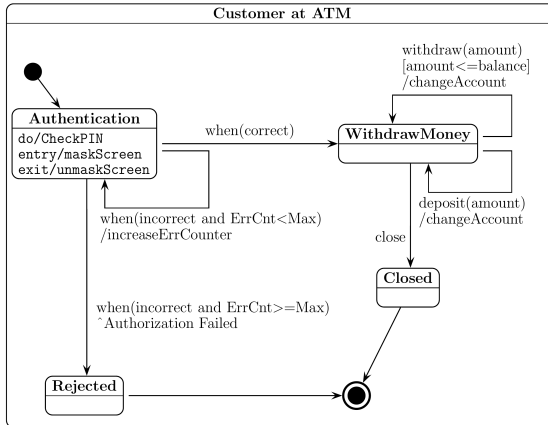 Customer at ATM
withdraw(amount)
[amount<=balance]
/changeAccount
Authentication
do/CheckPIN
entry/maskScreen
exit/unmaskScreen
when(correct)
WithdrawMoney
when(incorrect and ErrCnt<Max)
/increaseErrCounter
deposit(amount)
/changeAccount
close
Closed
when(incorrect and ErrCnt>=Max)
^Authorization Failed
Rejected